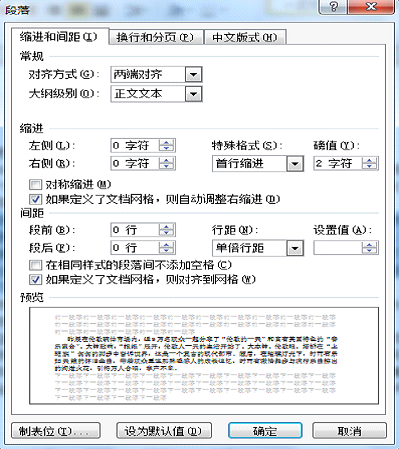 段落
缩进和间距(I) 换行和分页(P) 中文版式(H)
常规
对齐方式(G): 两端对齐
大纲级别(O): 正文文本
缩进
左侧(L): 0 字符 特殊格式(S): 磅值(Y):
右侧(R): 0 字符 首行缩进 2 字符
对称缩进(M)
如果定义了文档网格，则自动调整右缩进(D)
间距
段前(B): 0 行 行距(N): 设置值(A):
段后(F): 0 行 单倍行距
在相同样式的段落间不添加空格(C)
如果定义了文档网格，则对齐到网格(W)
预览
制表位(T)... 设为默认值(D) 确定 取消